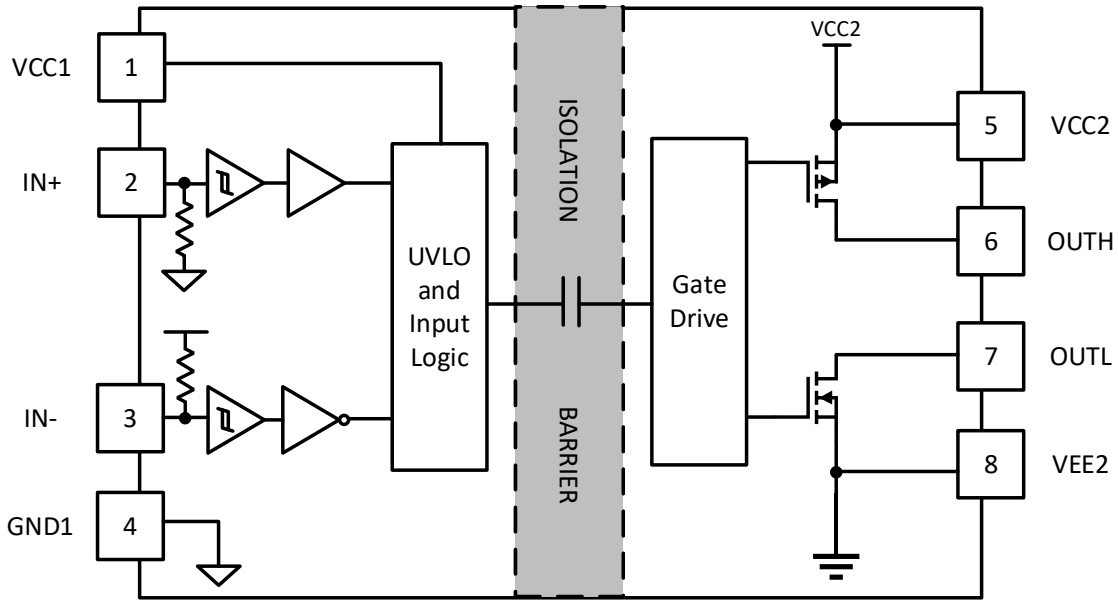 VCC1
1
IN+
2
IN-
3
GND1
4
UVLO
and
Input
Logic
ISOLATION
BARRIER
Gate
Drive
VCC2
5
VCC2
6
OUTH
7
OUTL
8
VEE2